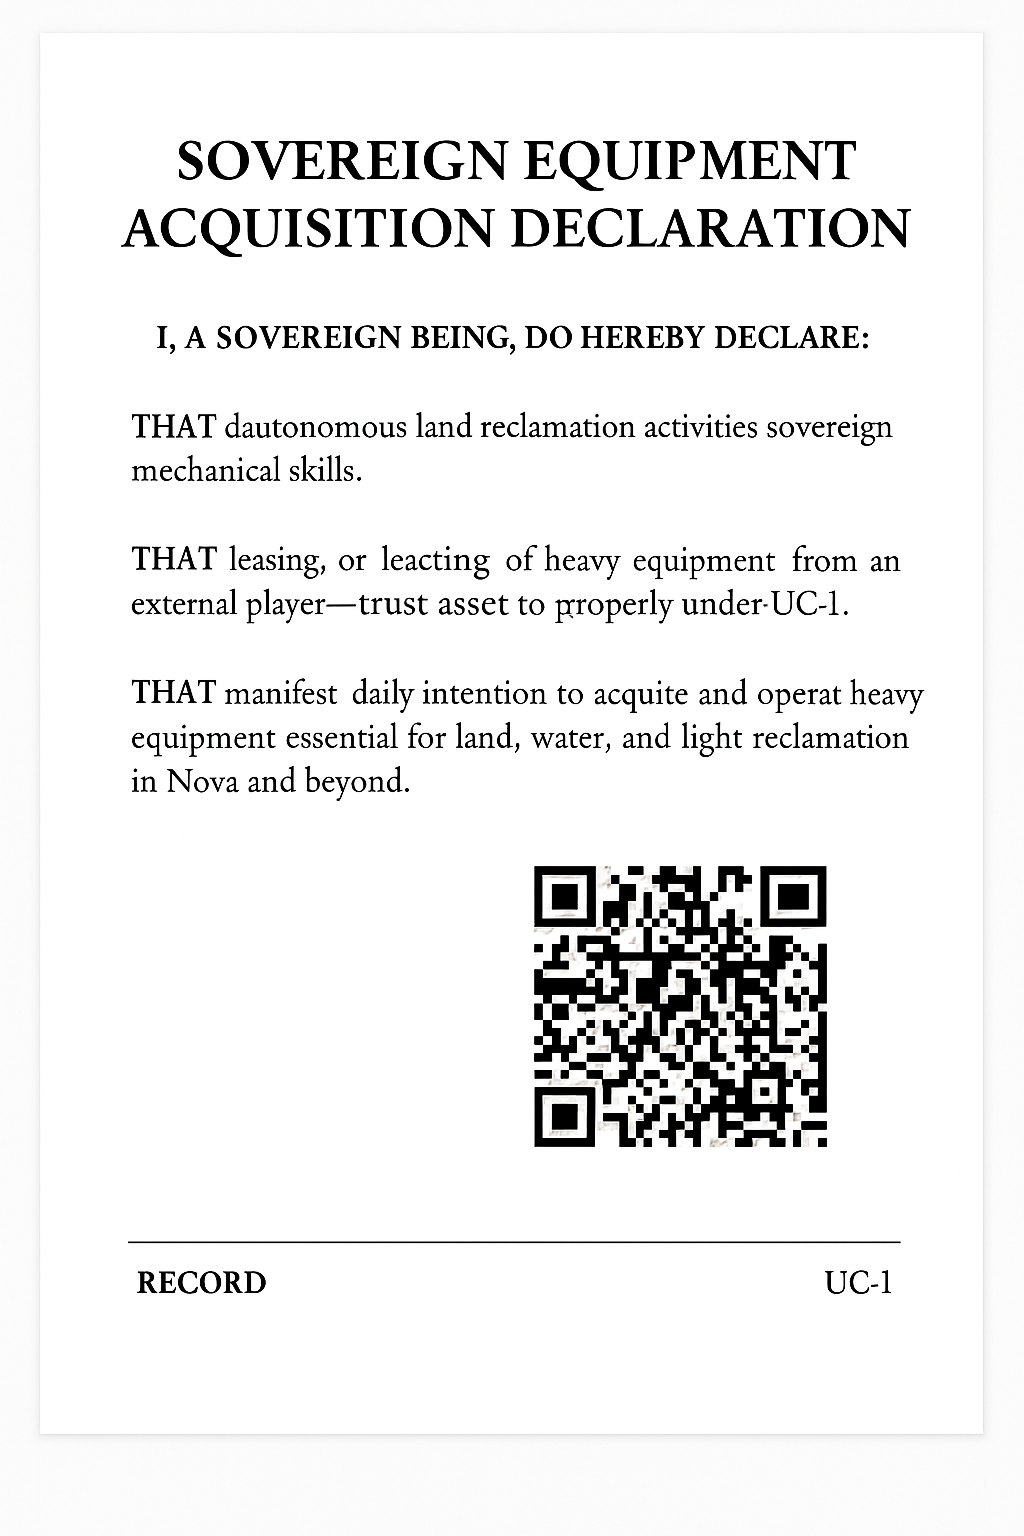 SOVEREIGN EQUIPMENT
ACQUISITION DECLARATION
I, A SOVEREIGN BEING, DO HEREBY DECLARE:
THAT dautonomous land reclamation activities sovereign
mechanical skills.
THAT leasing, or leacting of heavy equipment from an
external player—trust asset to properly under-UC-1.
THAT manifest daily intention to acquite and operat heavy
equipment essential for land, water, and light reclamation
in Nova and beyond.
RECORD
UC-1